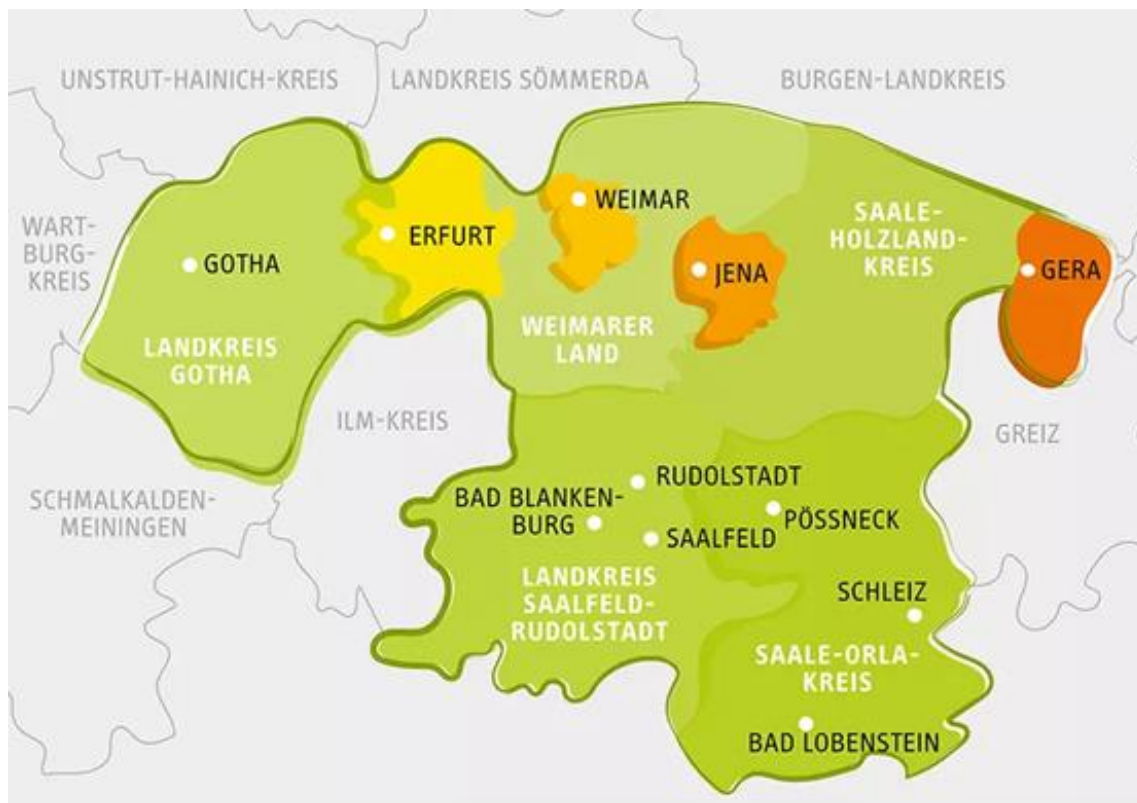 UNSTRUT-HAINICH-KREIS
LANDKREIS SÖMMERDA
BURGEN-LANDKREIS
WART-
BURG-
KREIS
GOTHA
ERFURT
WEIMAR
JENA
SAALE-
HOLZLAND-
KREIS
GERA
LANDKREIS
GOTHA
WEIMARER
LAND
ILM-KREIS
GREIZ
SCHMALKALDEN-
MEININGEN
RUDOLSTADT
BAD BLANKEN-
BURG
SAALFELD
PÖSSNECK
LANDKREIS
SAALFELD-
RUDOLSTADT
SCHLEIZ
SAALE-ORLA-
KREIS
BAD LOBENSTEIN